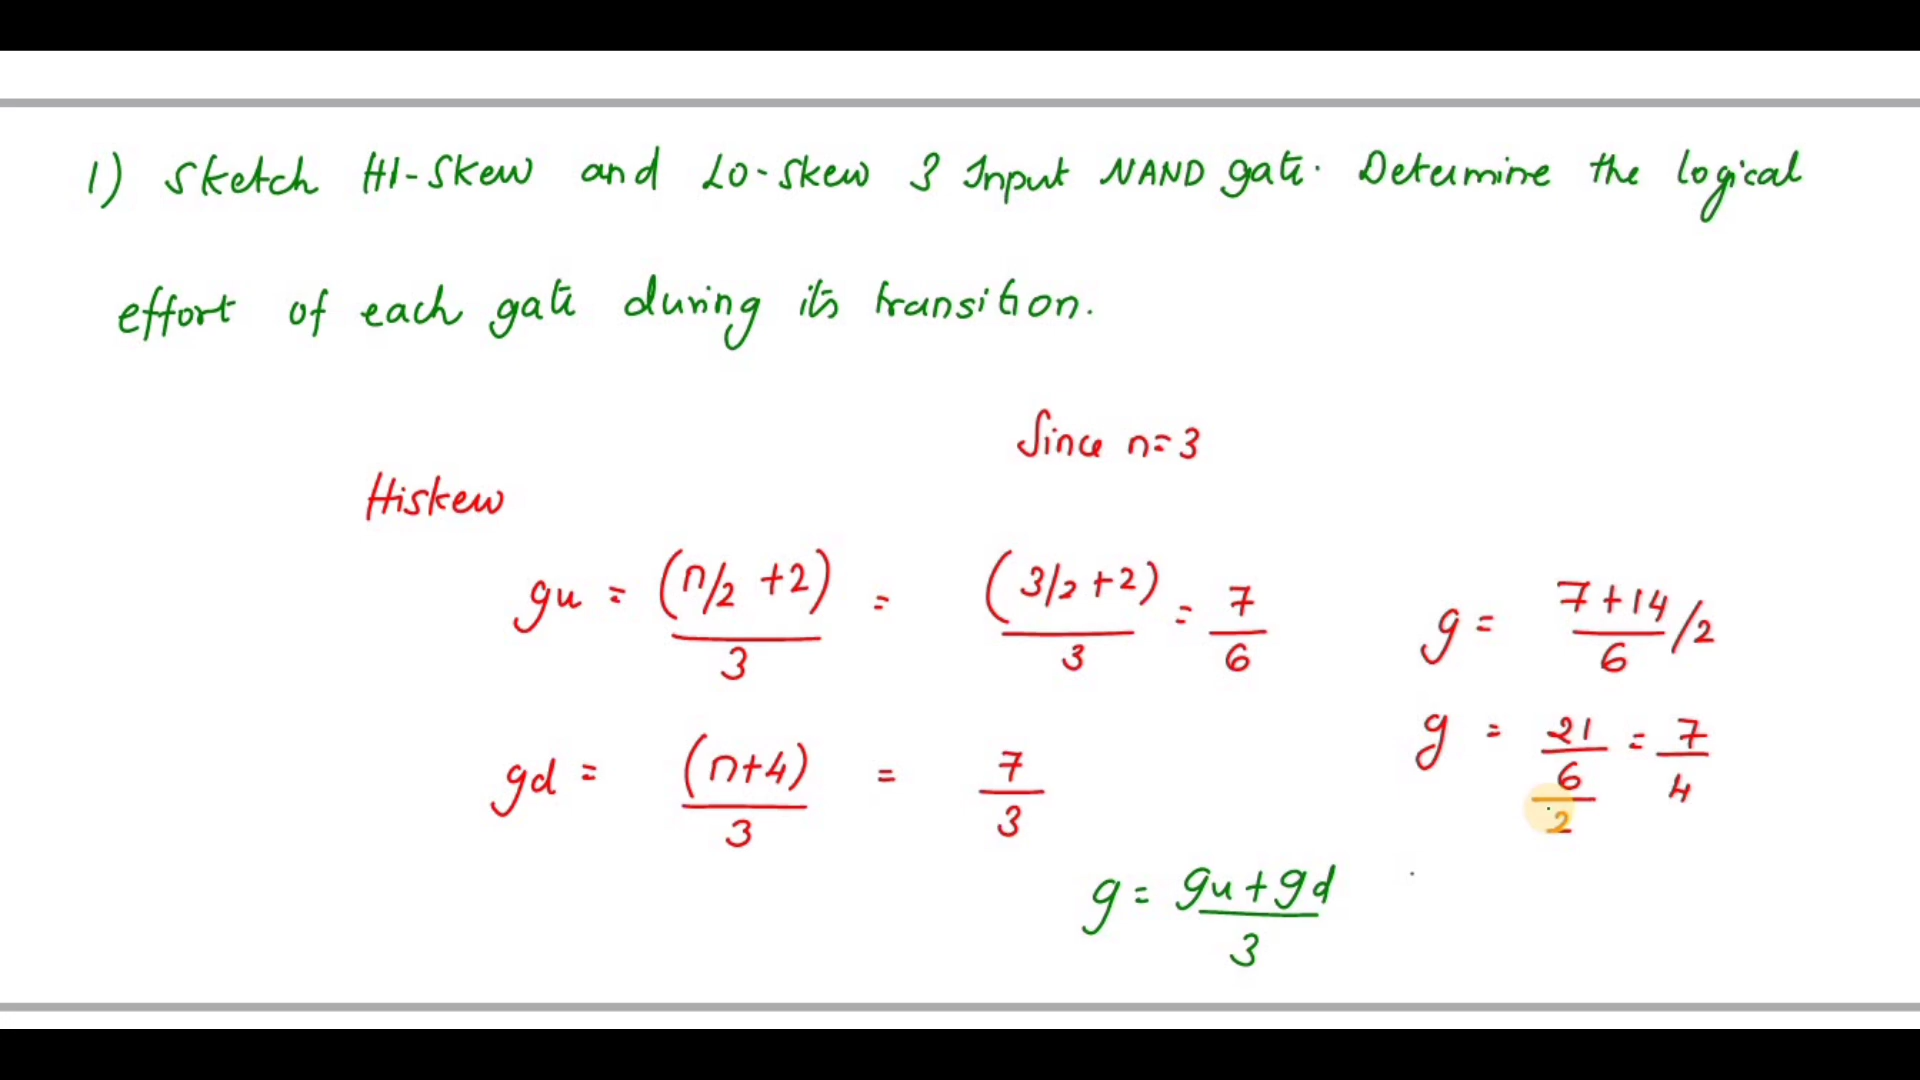 1) Sketch HI-Skew and LO-Skew 3 Input NAND gate. Determine the logical
effort of each gate during its transition.
Since n=3
Hiskew
gu = (n/2 +2)/3 = (3/2+2)/3 = 7/6
g = 7+14/6 /2
gd = (n+4)/3 = 7/3
g = 21/6/2 = 7/4
g = gu+gd/3